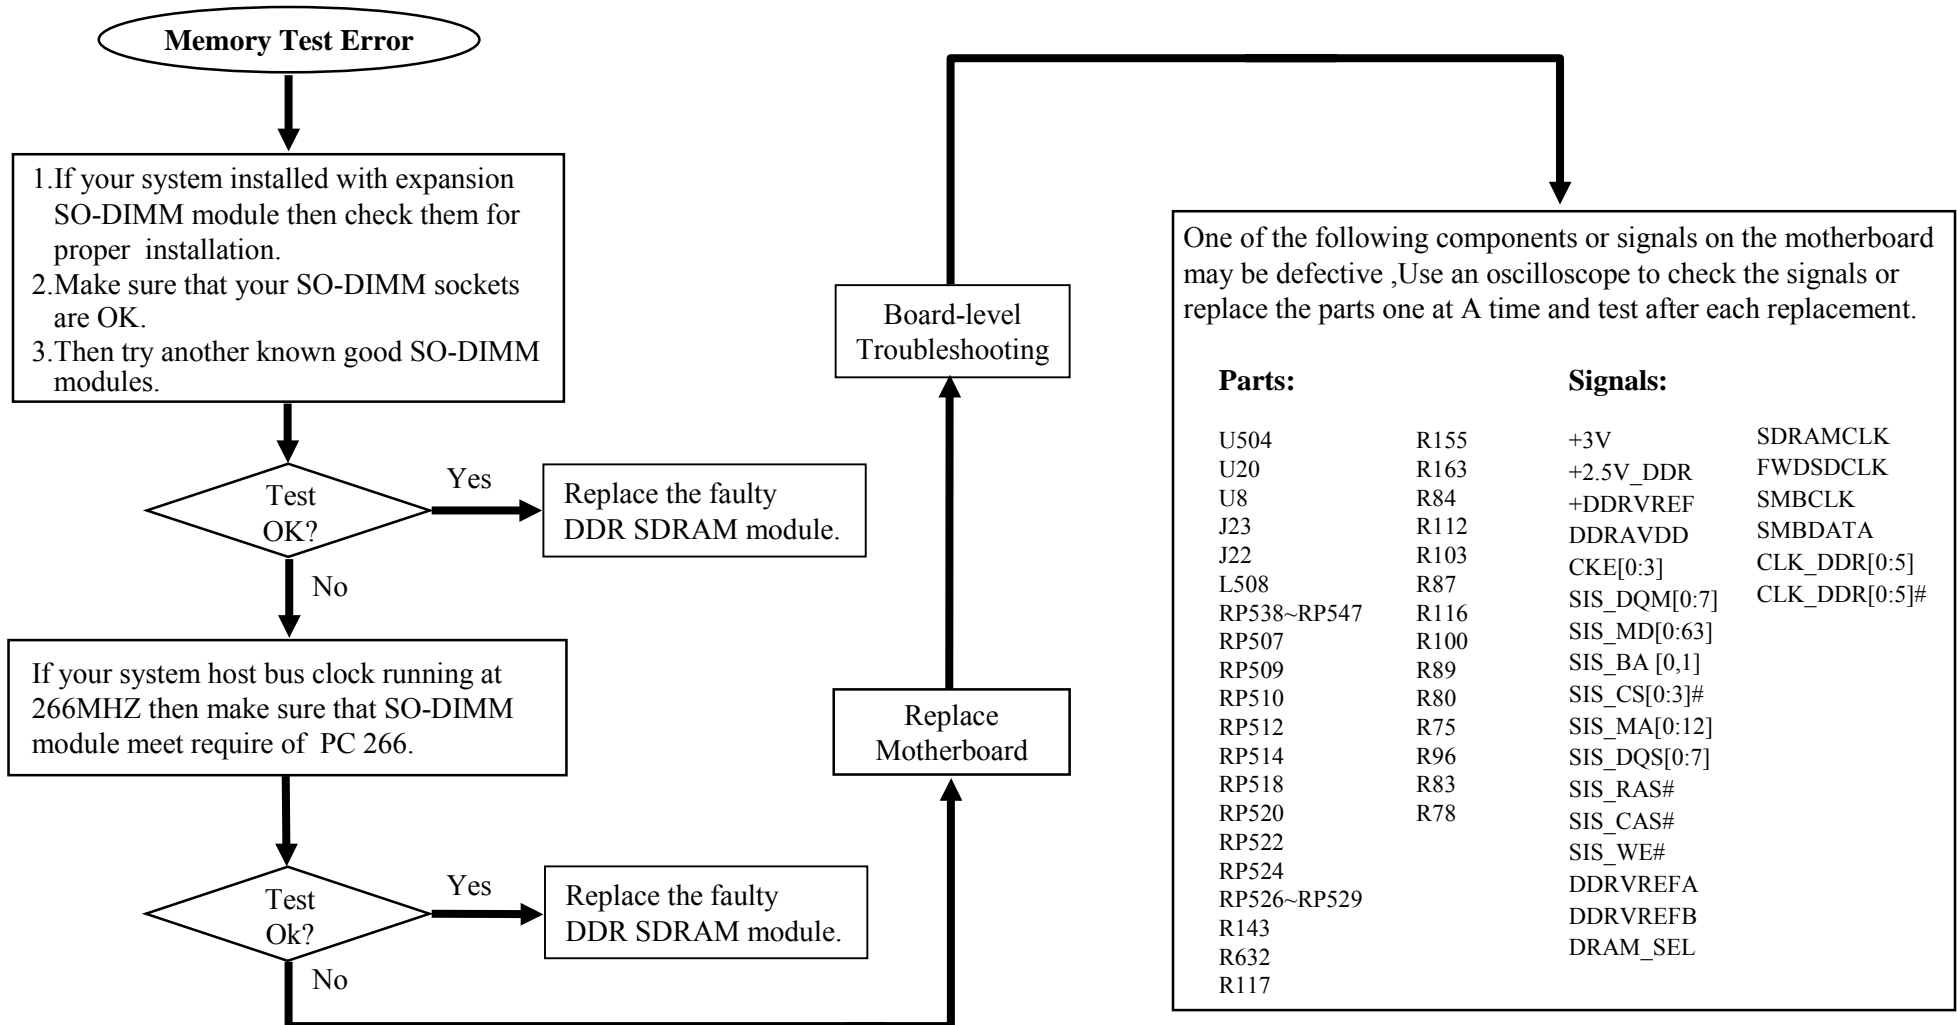 Memory Test Error
1.If your system installed with expansion
SO-DIMM module then check them for
proper installation.
2.Make sure that your SO-DIMM sockets
are OK.
3.Then try another known good SO-DIMM
modules.
Test
OK?
Yes
Replace the faulty
DDR SDRAM module.
No
If your system host bus clock running at
266MHZ then make sure that SO-DIMM
module meet require of PC 266.
Test
Ok?
Yes
Replace the faulty
DDR SDRAM module.
No
Replace
Motherboard
Board-level
Troubleshooting
One of the following components or signals on the motherboard
may be defective ,Use an oscilloscope to check the signals or
replace the parts one at A time and test after each replacement.
Parts:
U504
U20
U8
J23
J22
L508
RP538~RP547
RP507
RP509
RP510
RP512
RP514
RP518
RP520
RP522
RP524
RP526~RP529
R143
R632
R117
R155
R163
R84
R112
R103
R87
R116
R100
R89
R80
R75
R96
R83
R78
Signals:
+3V
+2.5V_DDR
+DDRVREF
DDRAVDD
CKE[0:3]
SIS_DQM[0:7]
SIS_MD[0:63]
SIS_BA [0,1]
SIS_CS[0:3]#
SIS_MA[0:12]
SIS_DQS[0:7]
SIS_RAS#
SIS_CAS#
SIS_WE#
DDRVREFA
DDRVREFB
DRAM_SEL
SDRAMCLK
FWDSDCLK
SMBCLK
SMBDATA
CLK_DDR[0:5]
CLK_DDR[0:5]#